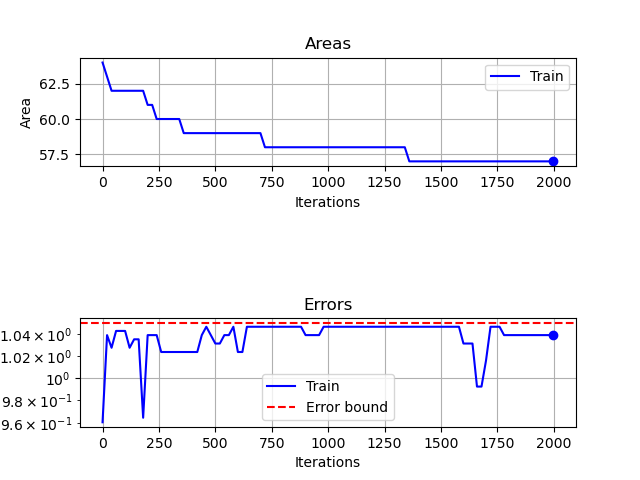 Areas
Train
62.5
60.0
57.5
Area
0 250 500 750 1000 1250 1500 1750 2000
Iterations
Errors
1.04 × 10⁰
1.02 × 10⁰
10⁰
9.8 × 10⁻¹
9.6 × 10⁻¹
Train
Error bound
0 250 500 750 1000 1250 1500 1750 2000
Iterations